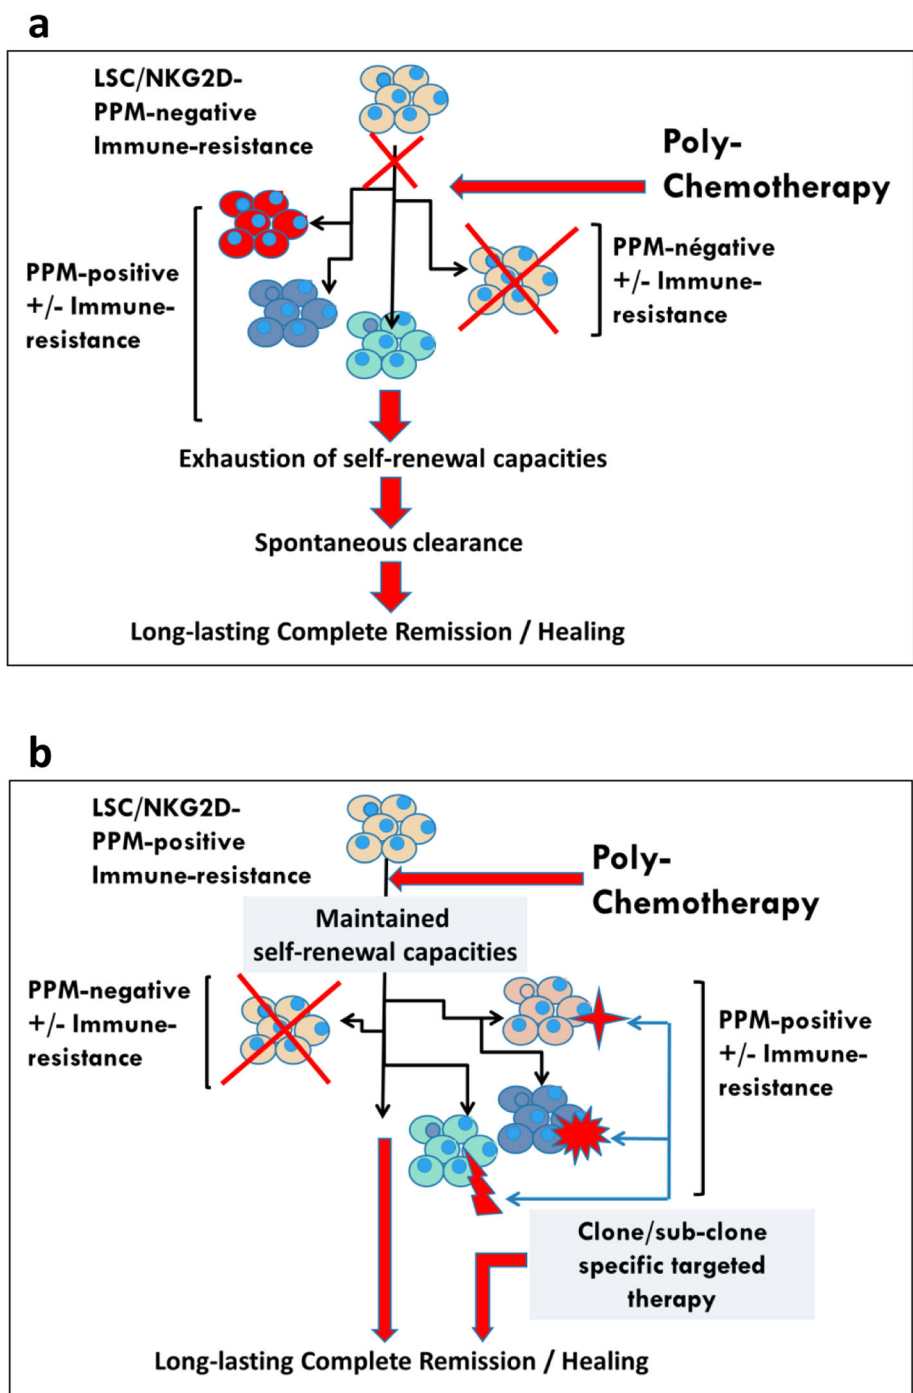 a
LSC/NKG2D-
PPM-negative
Immune-resistance
Poly-
Chemotherapy
PPM-positive
+/- Immune-
resistance
PPM-négative
+/- Immune-
resistance
Exhaustion of self-renewal capacities
Spontaneous clearance
Long-lasting Complete Remission / Healing
b
LSC/NKG2D-
PPM-positive
Immune-resistance
Poly-
Chemotherapy
Maintained
self-renewal capacities
PPM-negative
+/- Immune-
resistance
PPM-positive
+/- Immune-
resistance
Clone/sub-clone
specific targeted
therapy
Long-lasting Complete Remission / Healing